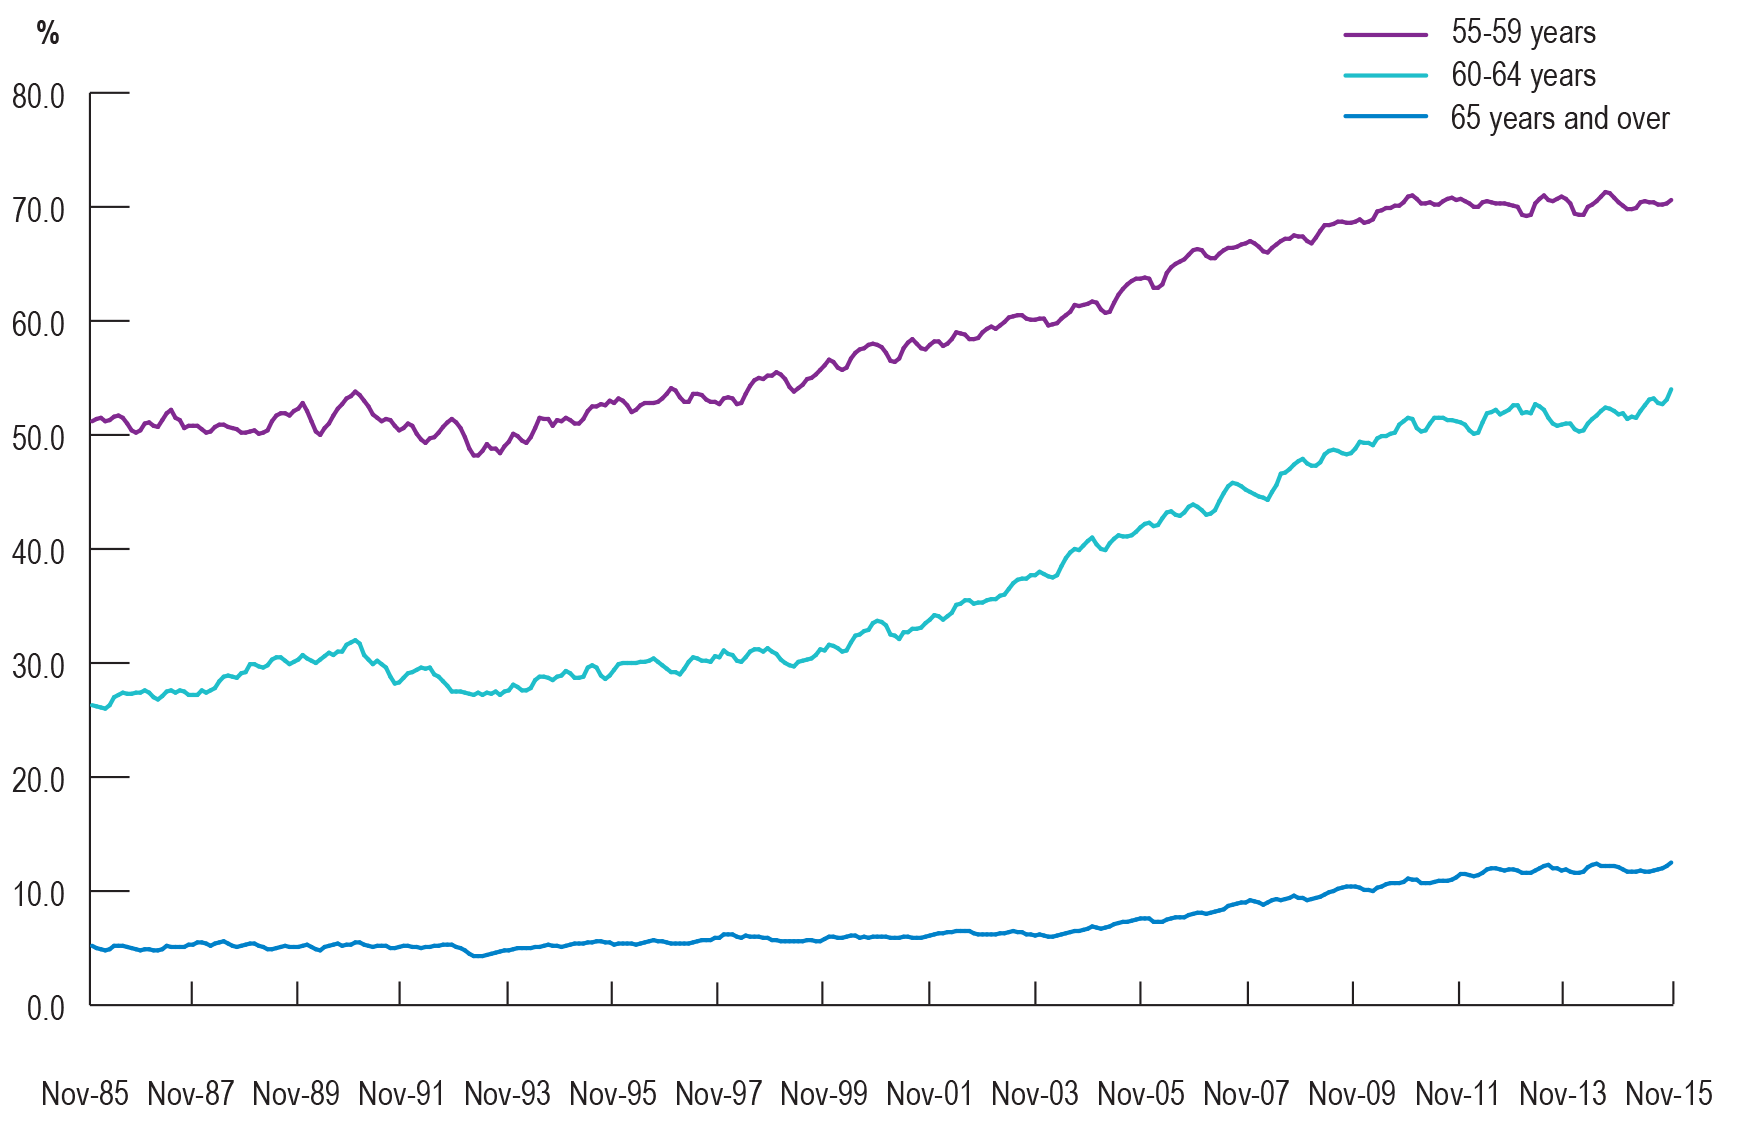 %
55-59 years
60-64 years
65 years and over
80.0
70.0
60.0
50.0
40.0
30.0
20.0
10.0
0.0
Nov-85 Nov-87 Nov-89 Nov-91 Nov-93 Nov-95 Nov-97 Nov-99 Nov-01 Nov-03 Nov-05 Nov-07 Nov-09 Nov-11 Nov-13 Nov-15